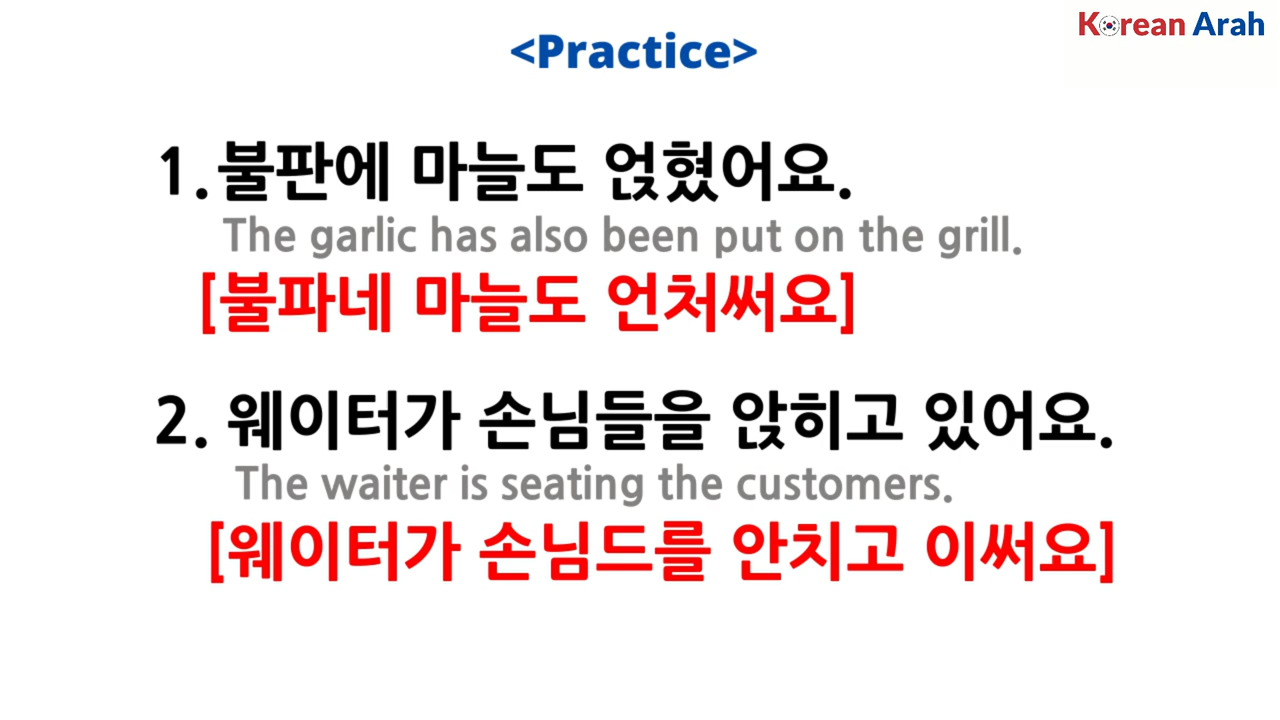 Korean Arah
<Practice>
1. 불판에 마늘도 얹혔어요.
The garlic has also been put on the grill.
[불파네 마늘도 언처써요]
2. 웨이터가 손님들을 앉히고 있어요.
The waiter is seating the customers.
[웨이터가 손님드를 안치고 이써요]